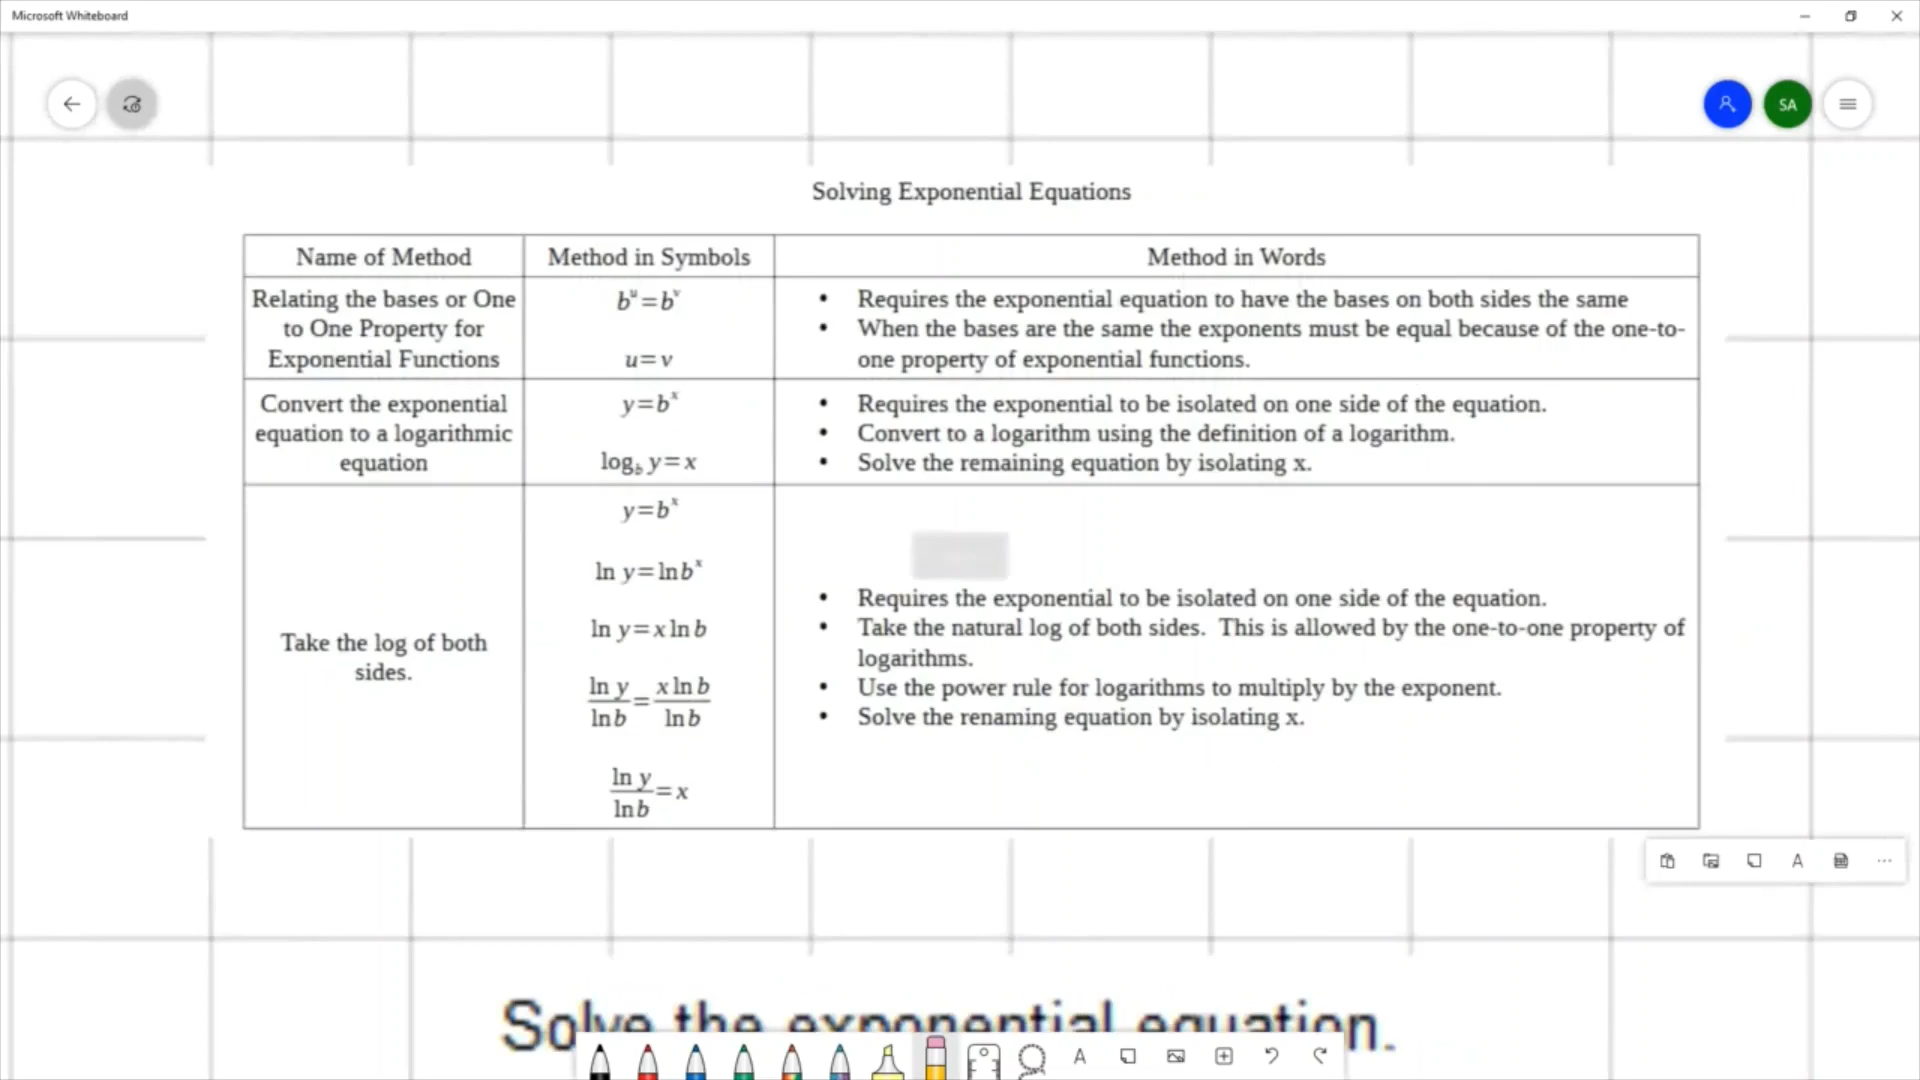 Microsoft Whiteboard
SA
Solving Exponential Equations
Name of Method
Method in Symbols
Method in Words
Relating the bases or One
to One Property for
Exponential Functions
bᵘ=bᵛ
u=v
• Requires the exponential equation to have the bases on both sides the same
• When the bases are the same the exponents must be equal because of the one-to-
one property of exponential functions.
Convert the exponential
equation to a logarithmic
equation
y=bˣ
log_b y=x
• Requires the exponential to be isolated on one side of the equation.
• Convert to a logarithm using the definition of a logarithm.
• Solve the remaining equation by isolating x.
Take the log of both
sides.
y=bˣ
ln y=ln bˣ
ln y=x ln b
ln y/ln b = x ln b/ln b
ln y/ln b = x
• Requires the exponential to be isolated on one side of the equation.
• Take the natural log of both sides. This is allowed by the one-to-one property of
logarithms.
• Use the power rule for logarithms to multiply by the exponent.
• Solve the renaming equation by isolating x.
Solve the exponential equation.